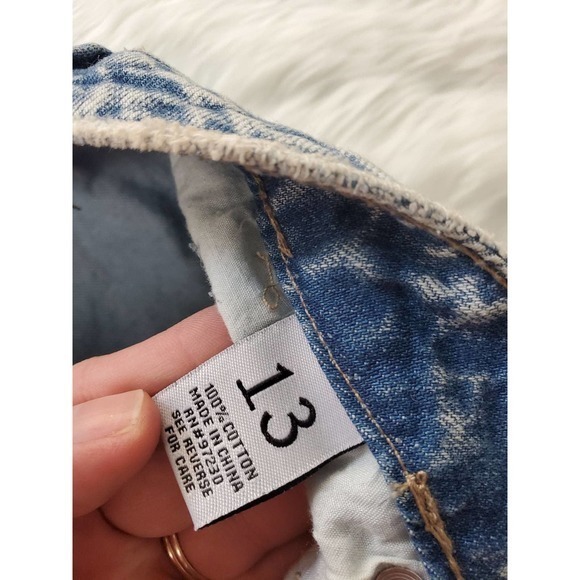 13
100% COTTON
MADE IN CHINA
RN# 97230
SEE REVERSE
FOR CARE